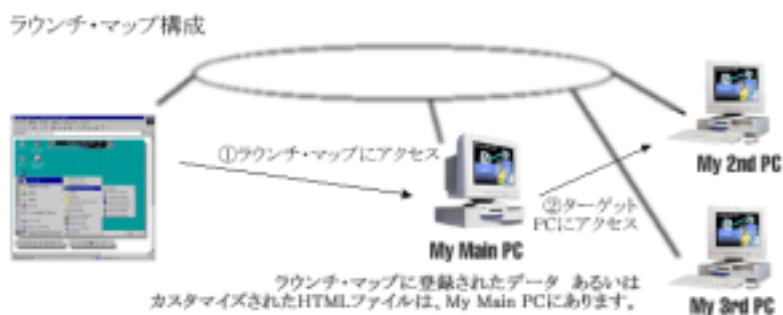 ラウンチ・マップ構成
①ラウンチ・マップにアクセス
My Main PC
②ターゲット
PCにアクセス
My 2nd PC
My 3rd PC
ラウンチ・マップに登録されたデータ あるいは
カスタマイズされたHTMLファイルは、My Main PCにあります。